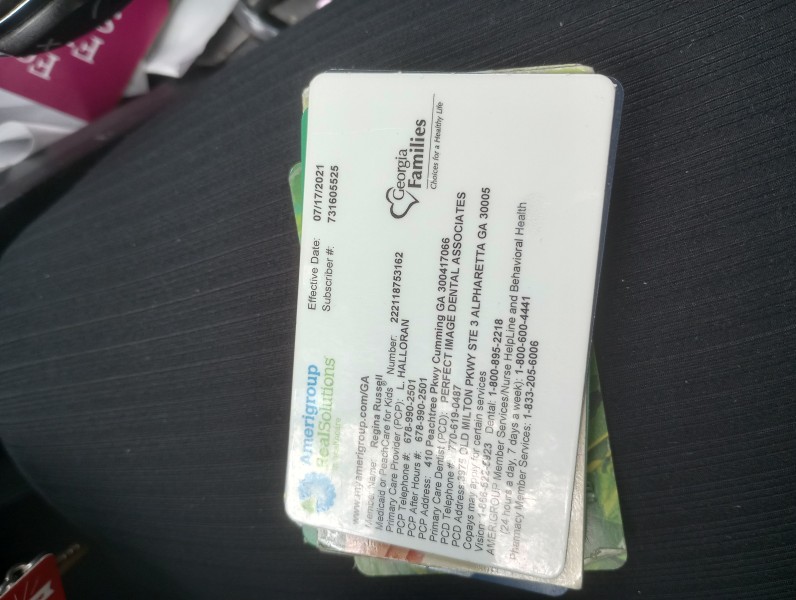 Amerigroup
RealSolutions
Effective Date: 07/17/2021
Subscriber #: 731605525
www.myamerigroup.com/GA
Member Name: Regina Russell
Medicaid or PeachCare for Kids® Number: 222118753162
Primary Care Provider (PCP): L. HALLORAN
PCP Telephone #: 678-990-2501
PCP After Hours #: 678-990-2501
PCP Address: 410 Peachtree Pkwy Cumming GA 300417066
Primary Care Dentist (PCD): PERFECT IMAGE DENTAL ASSOCIATES
PCD Telephone #: 770-619-0487
PCD Address: OLD MILTON PKWY STE 3 ALPHARETTA GA 30005
Copays may apply for certain services
Vision Dental: 1-800-895-2218
AMERIGROUP Member Services/Nurse HelpLine and Behavioral Health
(24 hours a day, 7 days a week): 1-800-600-4441
Pharmacy Member Services: 1-833-205-6006
Georgia
Families
Choices for a Healthy Life